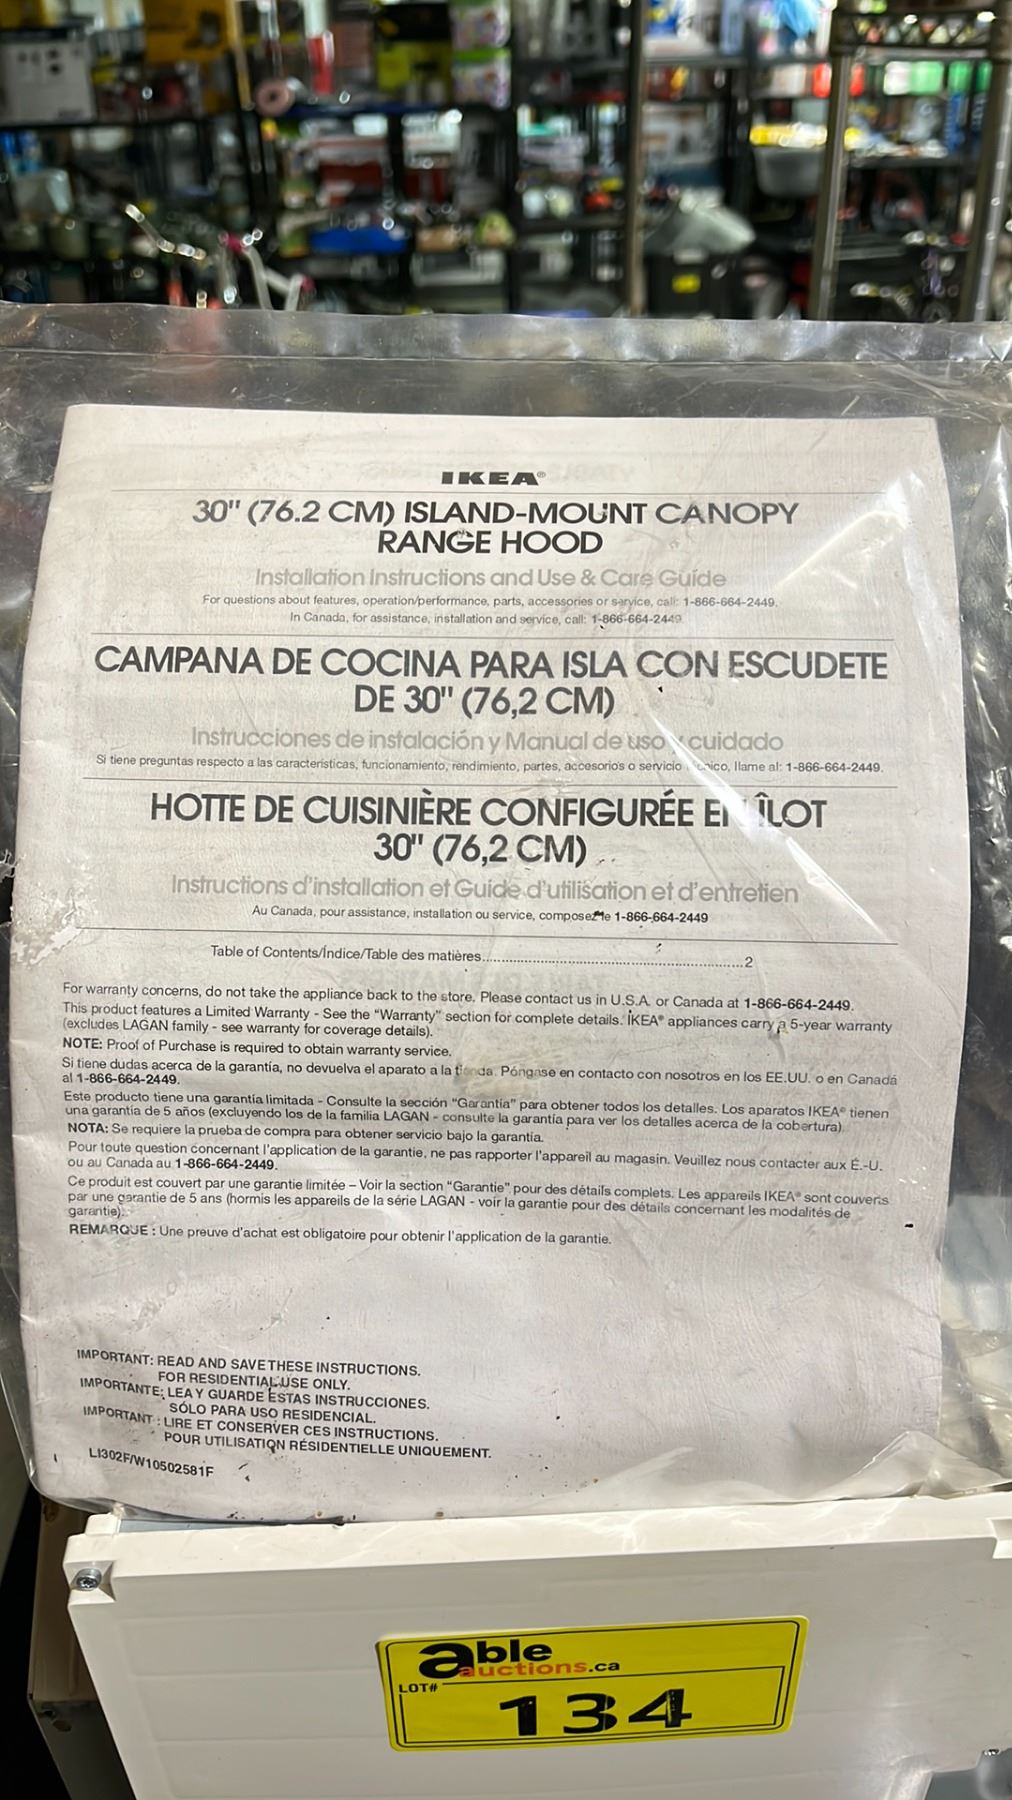 IKEA®
30" (76.2 CM) ISLAND-MOUNT CANOPY
RANGE HOOD
Installation Instructions and Use & Care Guide
For questions about features, operation/performance, parts, accessories or service, call: 1-866-664-2449.
In Canada, for assistance, installation and service, call: 1-866-664-2449.
CAMPANA DE COCINA PARA ISLA CON ESCUDETE
DE 30" (76,2 CM)
Instrucciones de instalación y Manual de uso y cuidado
Si tiene preguntas respecto a las características, funcionamiento, rendimiento, partes, accesorios o servicio técnico, llame al: 1-866-664-2449.
HOTTE DE CUISINIÈRE CONFIGURÉE EN ÎLOT
30" (76,2 CM)
Instructions d'installation et Guide d'utilisation et d'entretien
Au Canada, pour assistance, installation ou service, composez le 1-866-664-2449
Table of Contents/Índice/Table des matières..................................................................2
For warranty concerns, do not take the appliance back to the store. Please contact us in U.S.A. or Canada at 1-866-664-2449.
This product features a Limited Warranty - See the “Warranty” section for complete details. IKEA® appliances carry a 5-year warranty
(excludes LAGAN family - see warranty for coverage details).
NOTE: Proof of Purchase is required to obtain warranty service.
Si tiene dudas acerca de la garantía, no devuelva el aparato a la tienda. Póngase en contacto con nosotros en los EE.UU. o en Canadá
al 1-866-664-2449.
Este producto tiene una garantía limitada - Consulte la sección “Garantía” para obtener todos los detalles. Los aparatos IKEA® tienen
una garantía de 5 años (excluyendo los de la familia LAGAN - consulte la garantía para ver los detalles acerca de la cobertura).
NOTA: Se requiere la prueba de compra para obtener servicio bajo la garantía.
Pour toute question concernant l'application de la garantie, ne pas rapporter l'appareil au magasin. Veuillez nous contacter aux É.-U.
ou au Canada au 1-866-664-2449.
Ce produit est couvert par une garantie limitée – Voir la section “Garantie” pour des détails complets. Les appareils IKEA® sont couverts
par une garantie de 5 ans (hormis les appareils de la série LAGAN - voir la garantie pour des détails concernant les modalités de
garantie).
REMARQUE : Une preuve d'achat est obligatoire pour obtenir l'application de la garantie.
IMPORTANT: READ AND SAVE THESE INSTRUCTIONS.
FOR RESIDENTIAL USE ONLY.
IMPORTANTE: LEA Y GUARDE ESTAS INSTRUCCIONES.
SÓLO PARA USO RESIDENCIAL.
IMPORTANT : LIRE ET CONSERVER CES INSTRUCTIONS.
POUR UTILISATION RÉSIDENTIELLE UNIQUEMENT.
LI302F/W10502581F
able
auctions.ca
LOT#
134